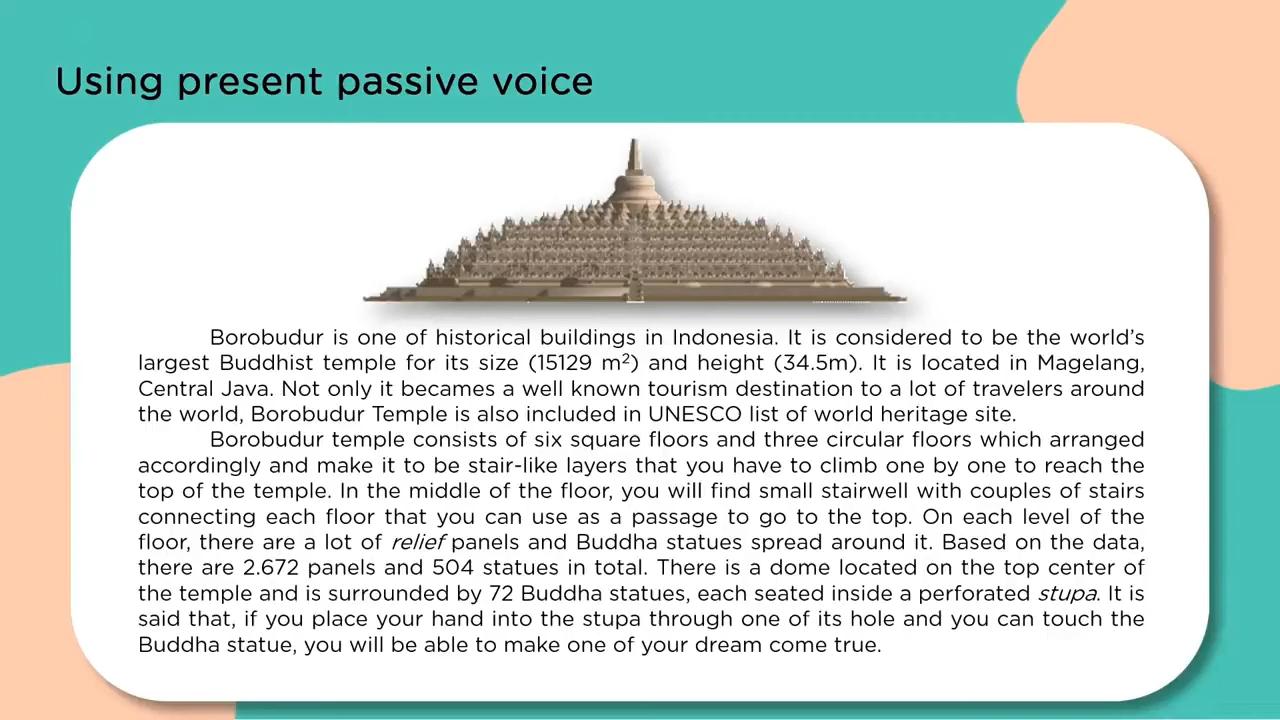 Using present passive voice
Borobudur is one of historical buildings in Indonesia. It is considered to be the world's
largest Buddhist temple for its size (15129 m²) and height (34.5m). It is located in Magelang,
Central Java. Not only it becames a well known tourism destination to a lot of travelers around
the world, Borobudur Temple is also included in UNESCO list of world heritage site.
Borobudur temple consists of six square floors and three circular floors which arranged
accordingly and make it to be stair-like layers that you have to climb one by one to reach the
top of the temple. In the middle of the floor, you will find small stairwell with couples of stairs
connecting each floor that you can use as a passage to go to the top. On each level of the
floor, there are a lot of relief panels and Buddha statues spread around it. Based on the data,
there are 2.672 panels and 504 statues in total. There is a dome located on the top center of
the temple and is surrounded by 72 Buddha statues, each seated inside a perforated stupa. It is
said that, if you place your hand into the stupa through one of its hole and you can touch the
Buddha statue, you will be able to make one of your dream come true.